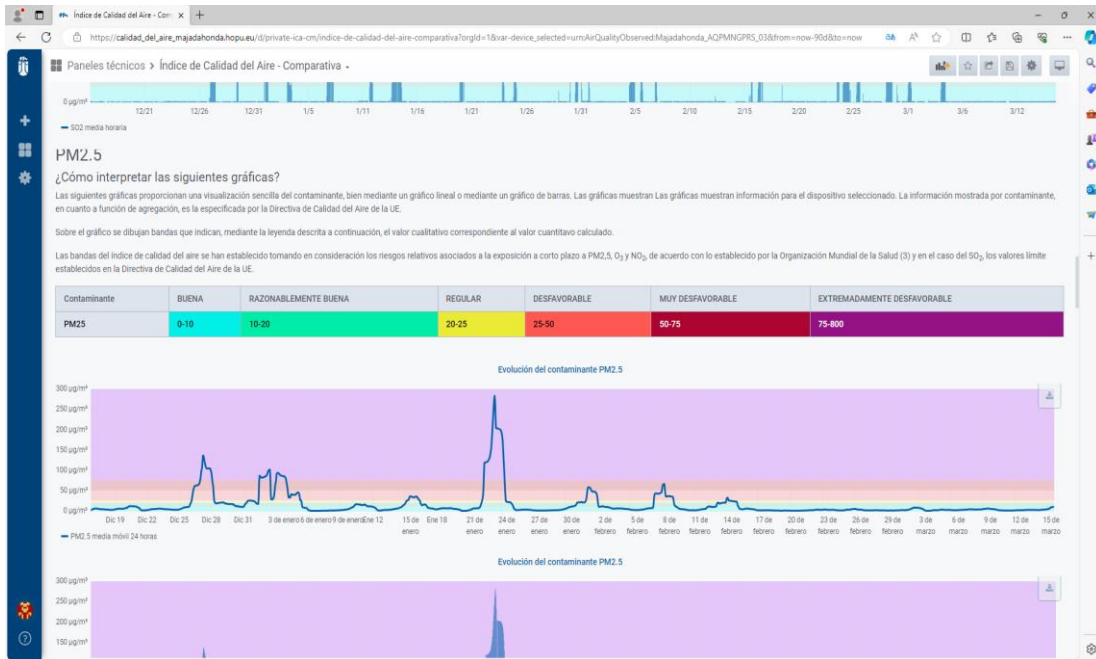 Índice de Calidad del Aire - Com
https://calidad_del_aire_majadahonda.hopu.eu/d/private-ica-cm/indice-de-calidad-del-aire-comparativa?orgId=1&var-device_selected=urn:AirQualityObserved:Majadahonda_AQPMNGPRS_03&from=now-90d&to=now
Paneles técnicos > Índice de Calidad del Aire - Comparativa
0 µg/m³
12/21 12/26 12/31 1/5 1/11 1/16 1/21 1/26 1/31 2/5 2/10 2/15 2/20 2/25 3/1 3/6 3/12
SO2 media horaria
PM2.5
¿Cómo interpretar las siguientes gráficas?
Las siguientes gráficas proporcionan una visualización sencilla del contaminante, bien mediante un gráfico lineal o mediante un gráfico de barras. Las gráficas muestran Las gráficas muestran información para el dispositivo seleccionado. La información mostrada por contaminante,
en cuanto a función de agregación, es la especificada por la Directiva de Calidad del Aire de la UE.
Sobre el gráfico se dibujan bandas que indican, mediante la leyenda descrita a continuación, el valor cualitativo correspondiente al valor cuantitavo calculado.
Las bandas del índice de calidad del aire se han establecido tomando en consideración los riesgos relativos asociados a la exposición a corto plazo a PM2,5, O3 y NO2, de acuerdo con lo establecido por la Organización Mundial de la Salud (3) y en el caso del SO2, los valores límite
establecidos en la Directiva de Calidad del Aire de la UE.
Contaminante BUENA RAZONABLEMENTE BUENA REGULAR DESFAVORABLE MUY DESFAVORABLE EXTREMADAMENTE DESFAVORABLE
PM25 0-10 10-20 20-25 25-50 50-75 75-800
Evolución del contaminante PM2.5
300 µg/m³
250 µg/m³
200 µg/m³
150 µg/m³
100 µg/m³
50 µg/m³
0 µg/m³
Dic 19 Dic 22 Dic 25 Dic 28 Dic 31 3 de enero 6 de enero 9 de enero Ene 12 15 de enero Ene 18 21 de enero 24 de enero 27 de enero 30 de enero 2 de febrero 5 de febrero 8 de febrero 11 de febrero 14 de febrero 17 de febrero 20 de febrero 23 de febrero 26 de febrero 29 de febrero 3 de marzo 6 de marzo 9 de marzo 12 de marzo 15 de marzo
PM2.5 media móvil 24 horas
Evolución del contaminante PM2.5
300 µg/m³
250 µg/m³
200 µg/m³
150 µg/m³